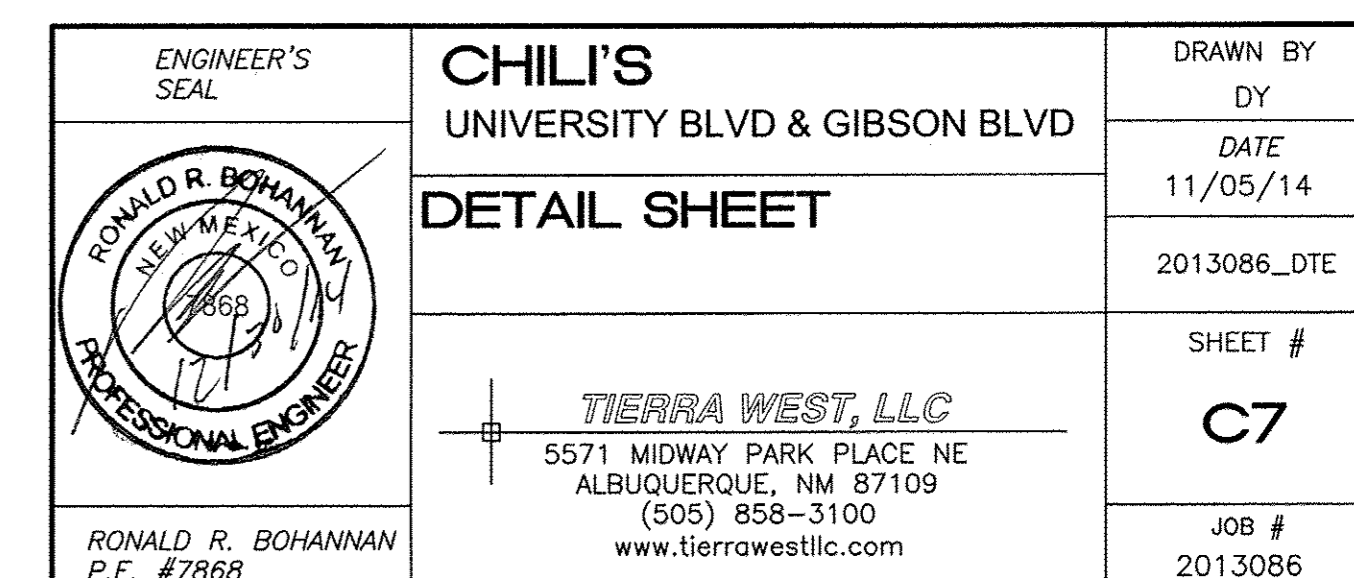 ENGINEER'S
SEAL
RONALD R. BOHANNAN
NEW MEXICO
7868
PROFESSIONAL ENGINEER
RONALD R. BOHANNAN
P.E. #7868
CHILI'S
UNIVERSITY BLVD & GIBSON BLVD
DETAIL SHEET
TIERRA WEST, LLC
5571 MIDWAY PARK PLACE NE
ALBUQUERQUE, NM 87109
(505) 858-3100
www.tierrawestllc.com
DRAWN BY
DY
DATE
11/05/14
2013086_DTE
SHEET #
C7
JOB #
2013086